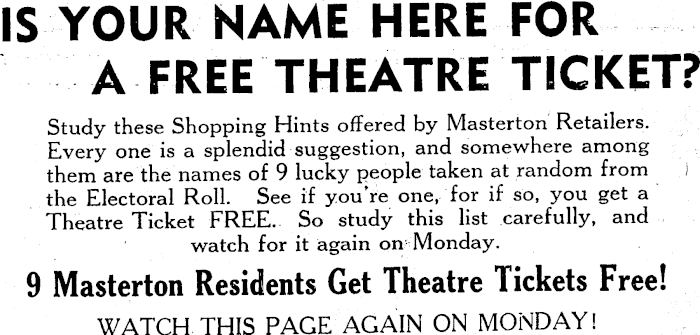 IS YOUR NAME HERE FOR
A FREE THEATRE TICKET?
Study these Shopping Hints offered by Masterton Retailers.
Every one is a splendid suggestion, and somewhere among
them are the names of 9 lucky people taken at random from
the Electoral Roll. See if you're one, for if so, you get a
Theatre Ticket FREE. So study this list carefully, and
watch for it again on Monday.
9 Masterton Residents Get Theatre Tickets Free!
WATCH THIS PAGE AGAIN ON MONDAY!